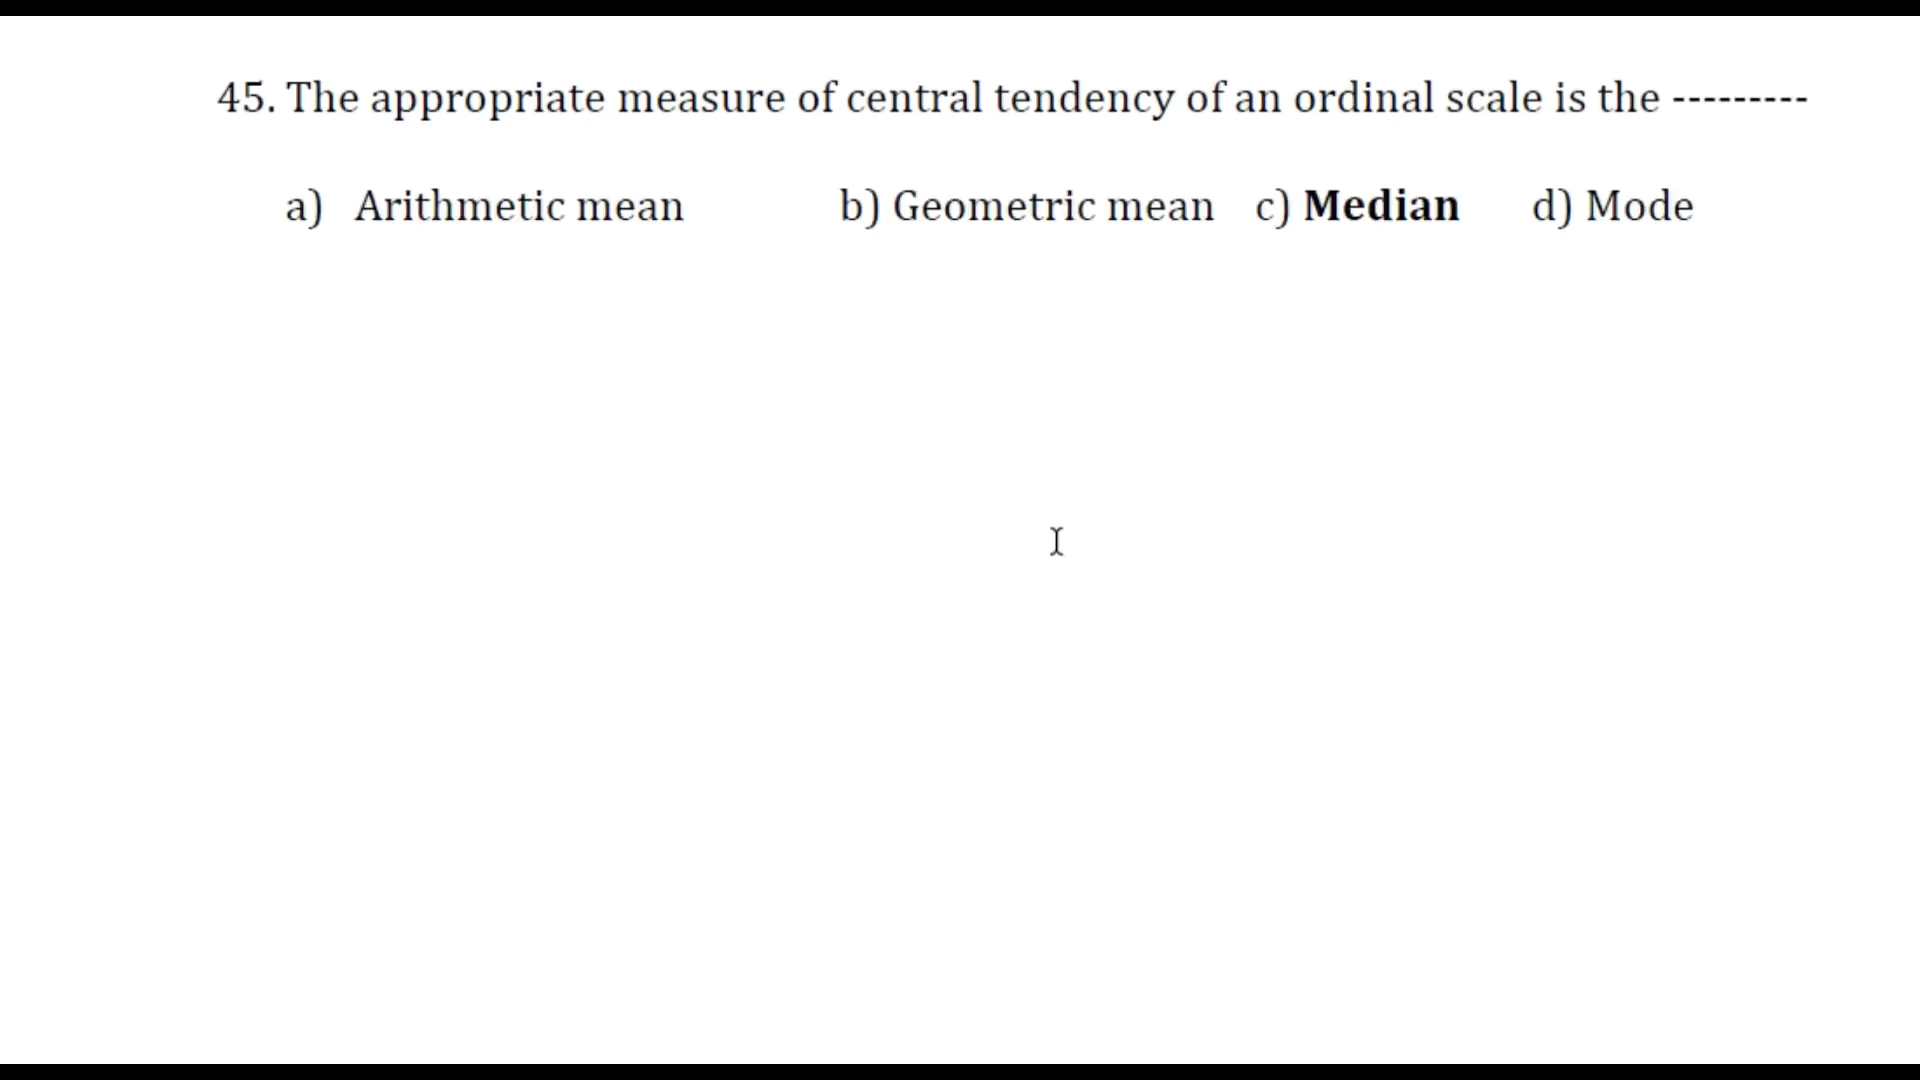 45. The appropriate measure of central tendency of an ordinal scale is the ---------
a) Arithmetic mean b) Geometric mean c) Median d) Mode